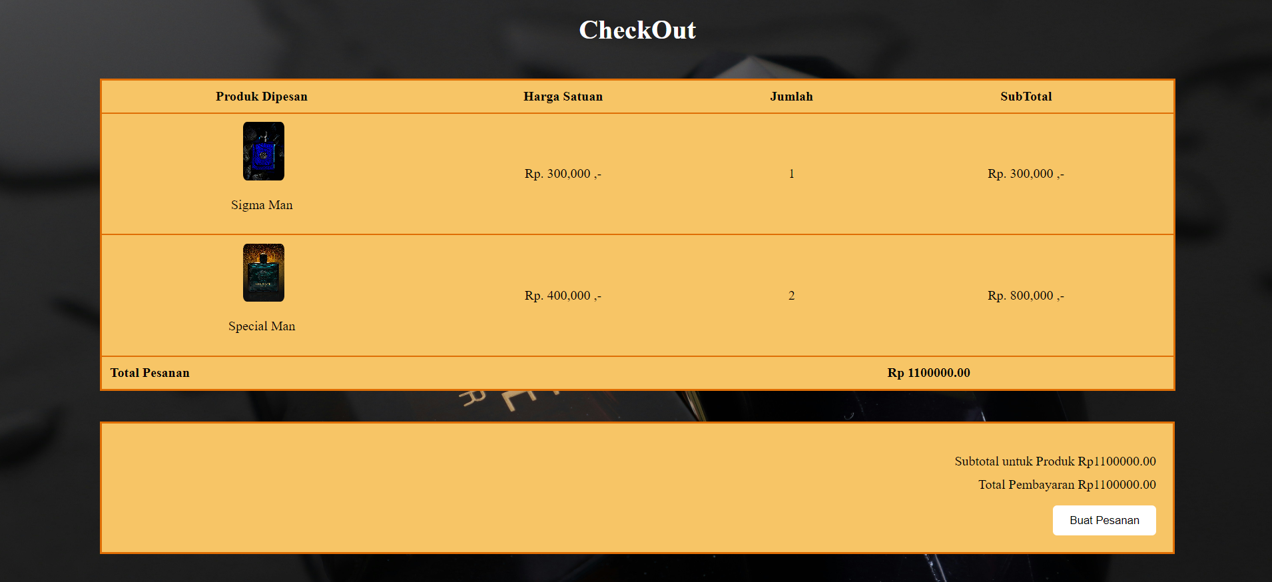 CheckOut
Produk Dipesan Harga Satuan Jumlah SubTotal
Rp. 300,000 ,- 1 Rp. 300,000 ,-
Sigma Man
Rp. 400,000 ,- 2 Rp. 800,000 ,-
Special Man
Total Pesanan Rp 1100000.00
Subtotal untuk Produk Rp1100000.00
Total Pembayaran Rp1100000.00
Buat Pesanan